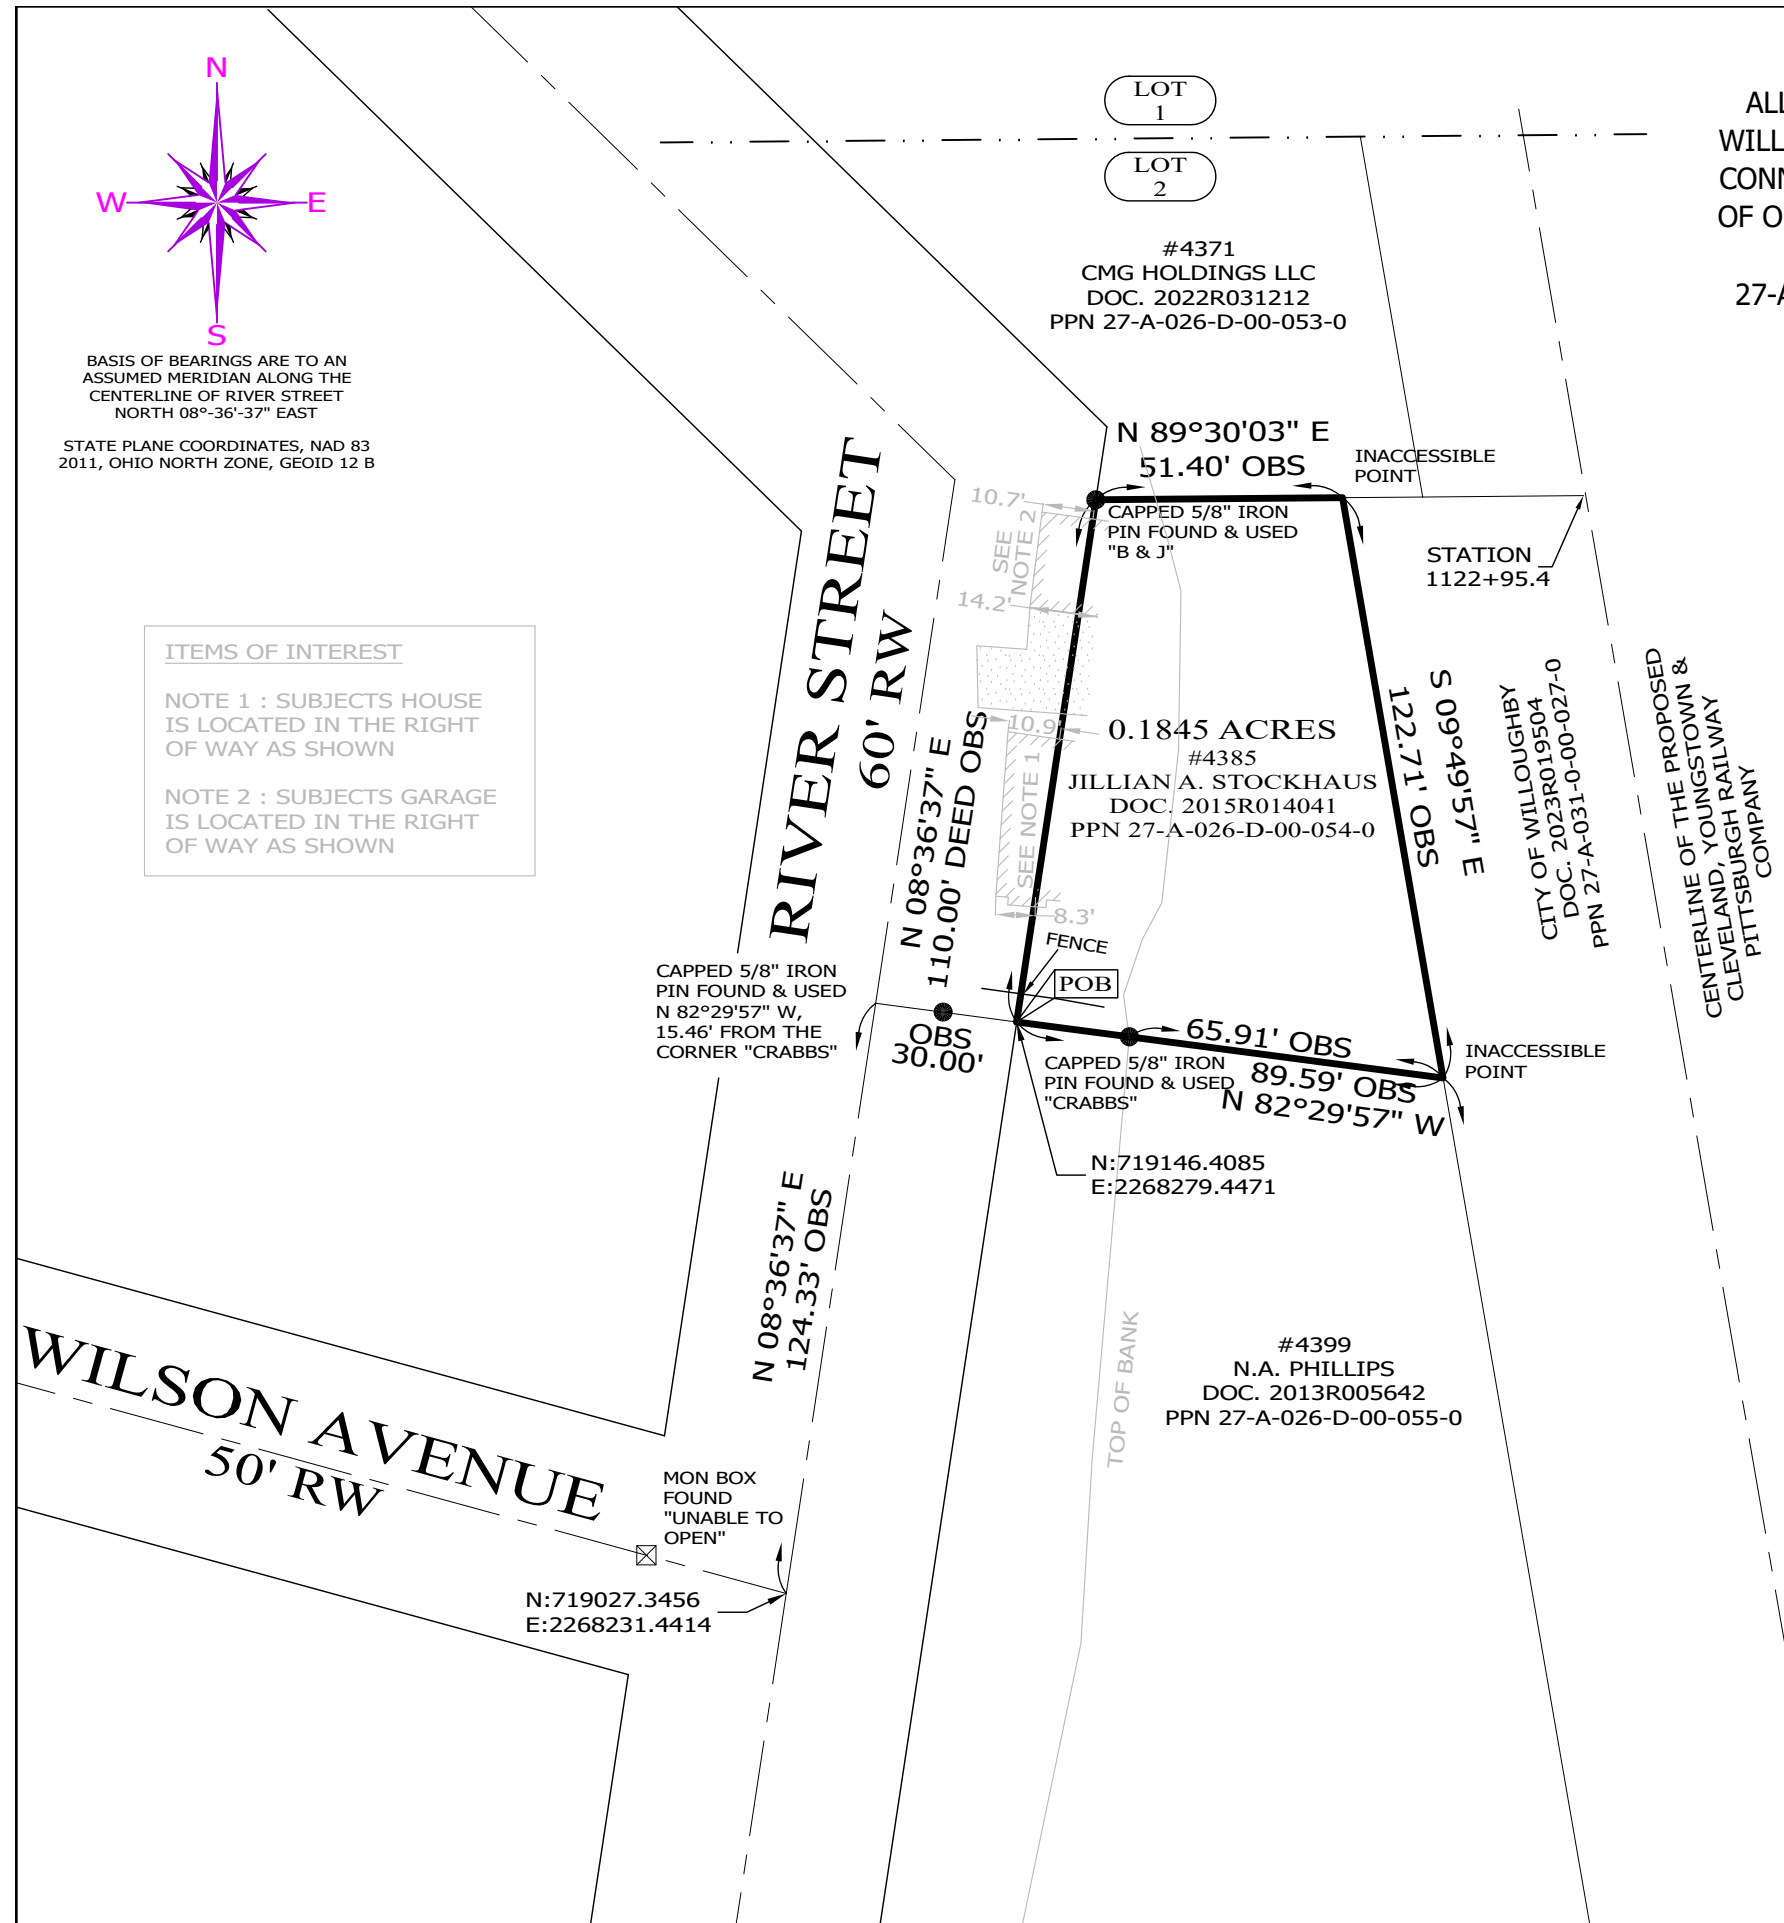 N
W
E
S
BASIS OF BEARINGS ARE TO AN
ASSUMED MERIDIAN ALONG THE
CENTERLINE OF RIVER STREET
NORTH 08°-36'-37" EAST
STATE PLANE COORDINATES, NAD 83
2011, OHIO NORTH ZONE, GEOID 12 B
ITEMS OF INTEREST
NOTE 1 : SUBJECTS HOUSE
IS LOCATED IN THE RIGHT
OF WAY AS SHOWN
NOTE 2 : SUBJECTS GARAGE
IS LOCATED IN THE RIGHT
OF WAY AS SHOWN
LOT
1
LOT
2
#4371
CMG HOLDINGS LLC
DOC. 2022R031212
PPN 27-A-026-D-00-053-0
ALL
WILL
CONN
OF O
27-A
N 89°30'03" E
51.40' OBS
INACCESSIBLE
POINT
CAPPED 5/8" IRON
PIN FOUND & USED
"B & J"
STATION
1122+95.4
10.7'
SEE
NOTE 2
14.2'
10.9'
SEE NOTE 1
8.3'
RIVER STREET
60' RW
N 08°36'37" E
110.00' DEED OBS
0.1845 ACRES
#4385
JILLIAN A. STOCKHAUS
DOC. 2015R014041
PPN 27-A-026-D-00-054-0
S 09°49'57" E
122.71' OBS
CITY OF WILLOUGHBY
DOC. 2023R019504
PPN 27-A-031-0-00-027-0
CENTERLINE OF THE PROPOSED
CLEVELAND, YOUNGSTOWN &
PITTSBURGH RAILWAY
COMPANY
FENCE
POB
CAPPED 5/8" IRON
PIN FOUND & USED
N 82°29'57" W,
15.46' FROM THE
CORNER "CRABBS"
OBS
30.00'
65.91' OBS
CAPPED 5/8" IRON
PIN FOUND & USED
"CRABBS"
89.59' OBS
N 82°29'57" W
INACCESSIBLE
POINT
N:719146.4085
E:2268279.4471
N 08°36'37" E
124.33' OBS
TOP OF BANK
#4399
N.A. PHILLIPS
DOC. 2013R005642
PPN 27-A-026-D-00-055-0
WILSON AVENUE
50' RW
MON BOX
FOUND
"UNABLE TO
OPEN"
N:719027.3456
E:2268231.4414